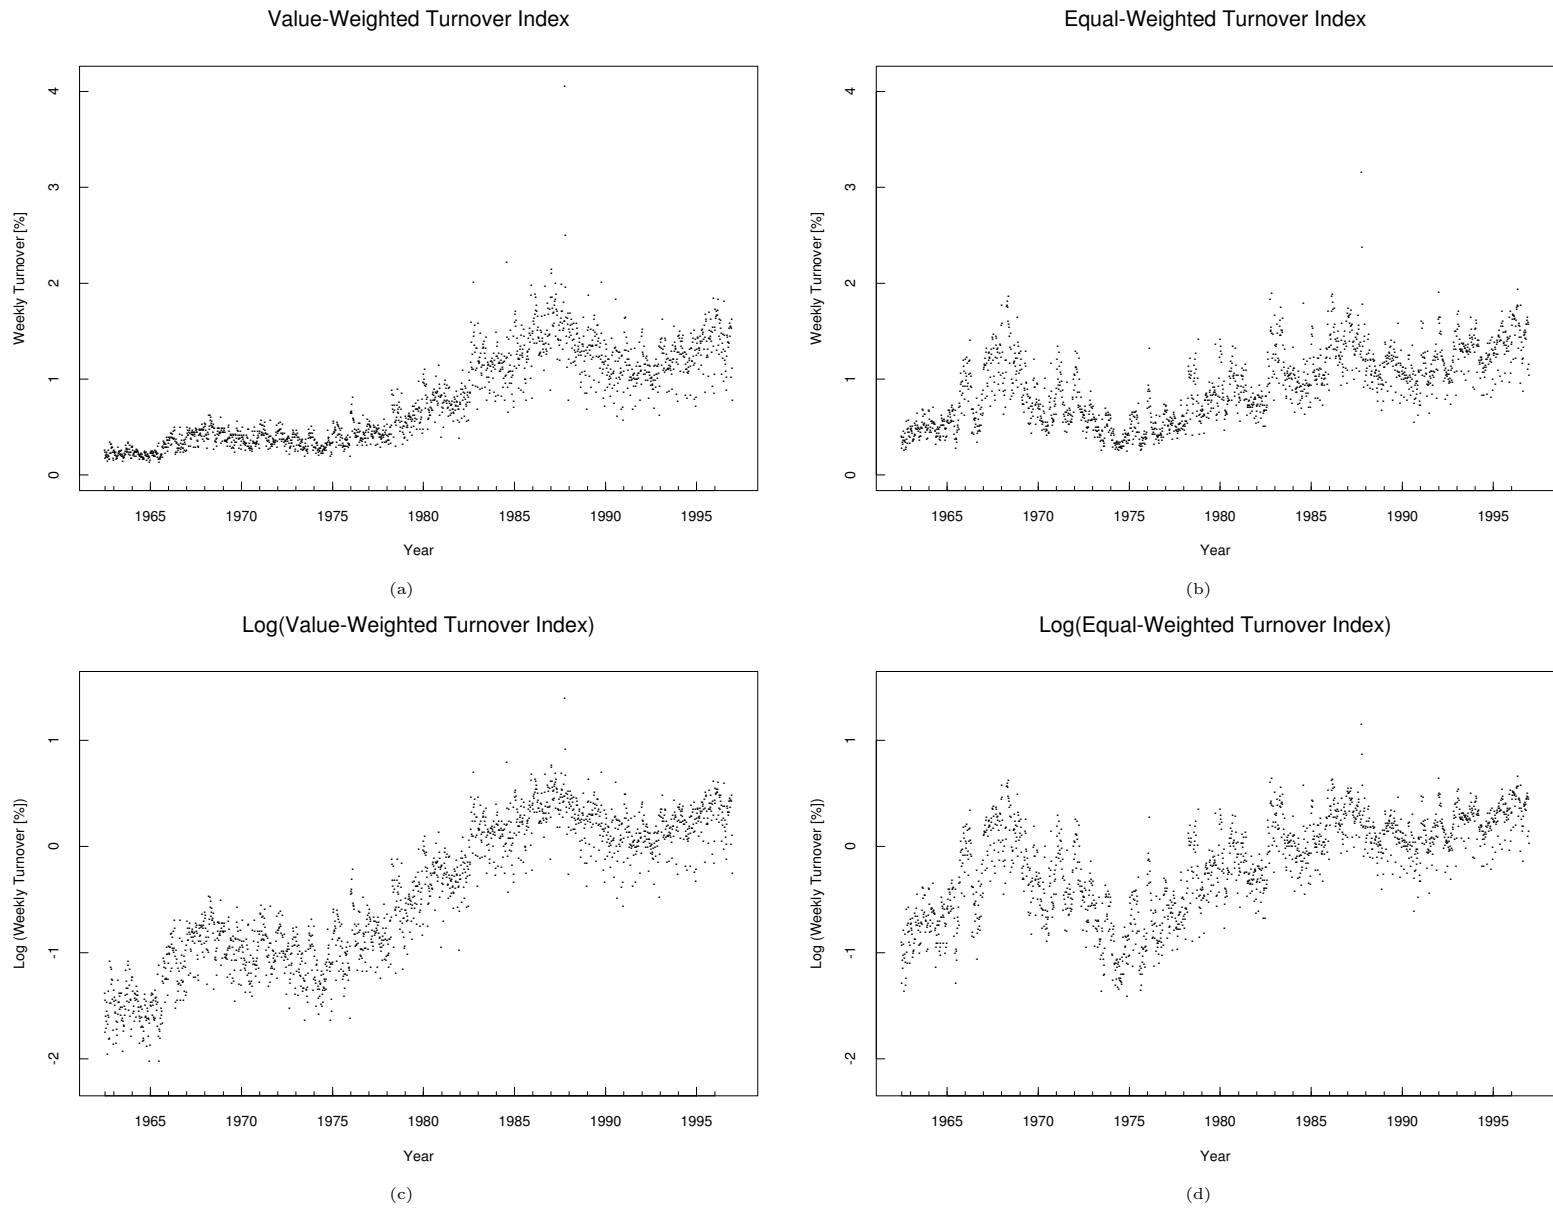 Value-Weighted Turnover Index
Weekly Turnover [%]
4
3
2
1
0
1965 1970 1975 1980 1985 1990 1995
Year
(a)
Equal-Weighted Turnover Index
Weekly Turnover [%]
4
3
2
1
0
1965 1970 1975 1980 1985 1990 1995
Year
(b)
Log(Value-Weighted Turnover Index)
Log (Weekly Turnover [%])
1
0
-1
-2
1965 1970 1975 1980 1985 1990 1995
Year
(c)
Log(Equal-Weighted Turnover Index)
Log (Weekly Turnover [%])
1
0
-1
-2
1965 1970 1975 1980 1985 1990 1995
Year
(d)